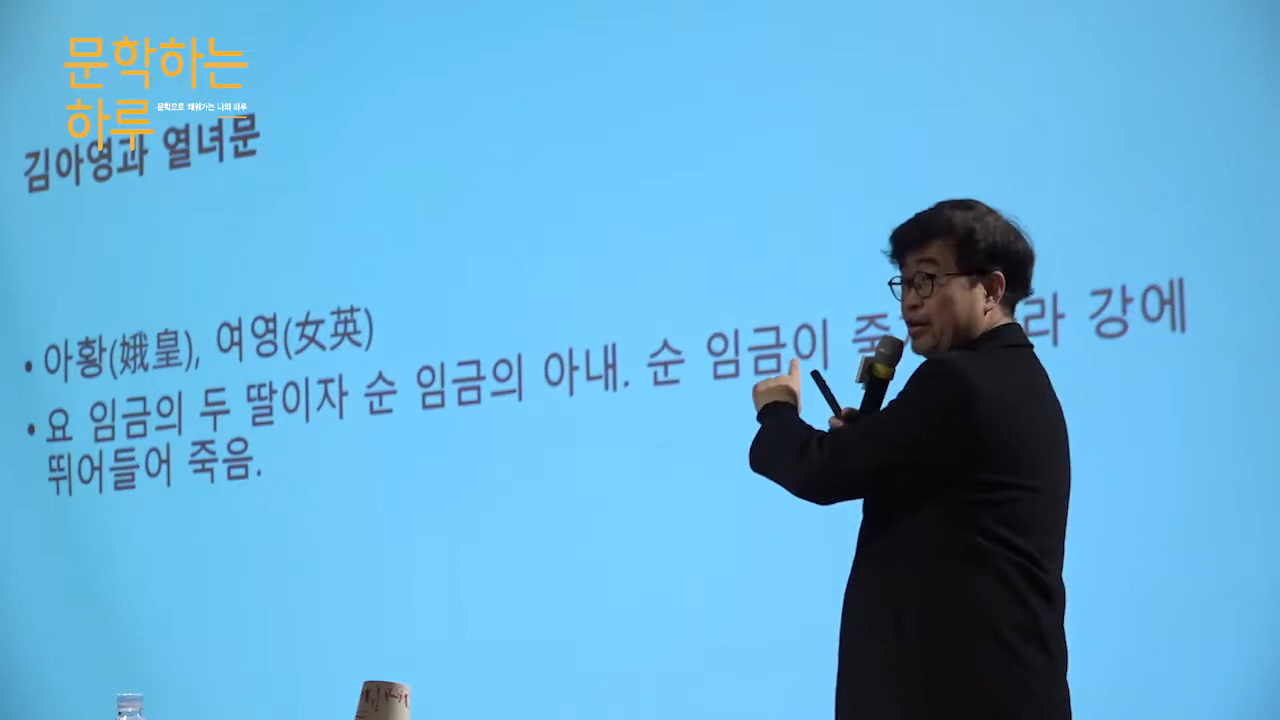 문학하는
하루 문학으로 채워가는 나의 하루
김아영과 열녀문
• 아황(娥皇), 여영(女英)
• 요 임금의 두 딸이자 순 임금의 아내. 순 임금이 라 강에
뛰어들어 죽음.